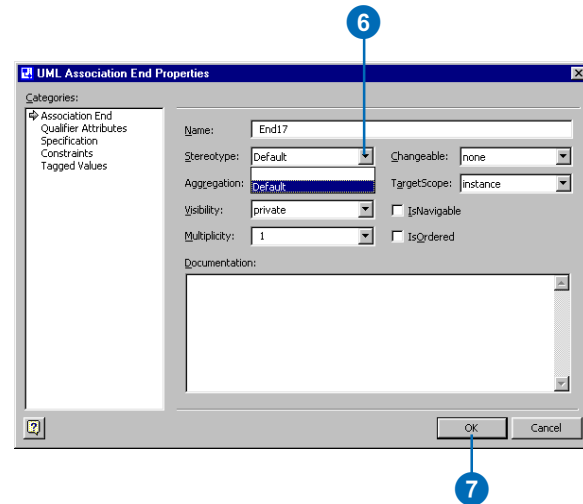 6
UML Association End Properties
Categories:
Association End
Qualifier Attributes
Specification
Constraints
Tagged Values
Name: End17
Stereotype: Default Changeable: none
Aggregation: Default TargetScope: instance
Visibility: private IsNavigable
Multiplicity: 1 IsOrdered
Documentation:
OK Cancel
7